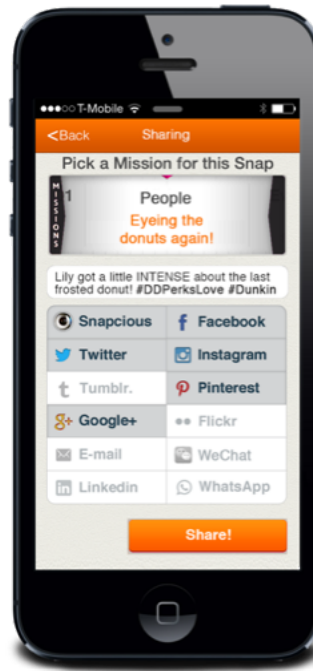 T-Mobile
<Back Sharing
Pick a Mission for this Snap
MISSIONS
1
People
Eyeing the
donuts again!
Lily got a little INTENSE about the last
frosted donut! #DDPerksLove #Dunkin
Snapcious Facebook
Twitter Instagram
Tumblr. Pinterest
Google+ Flickr
E-mail WeChat
Linkedin WhatsApp
Share!